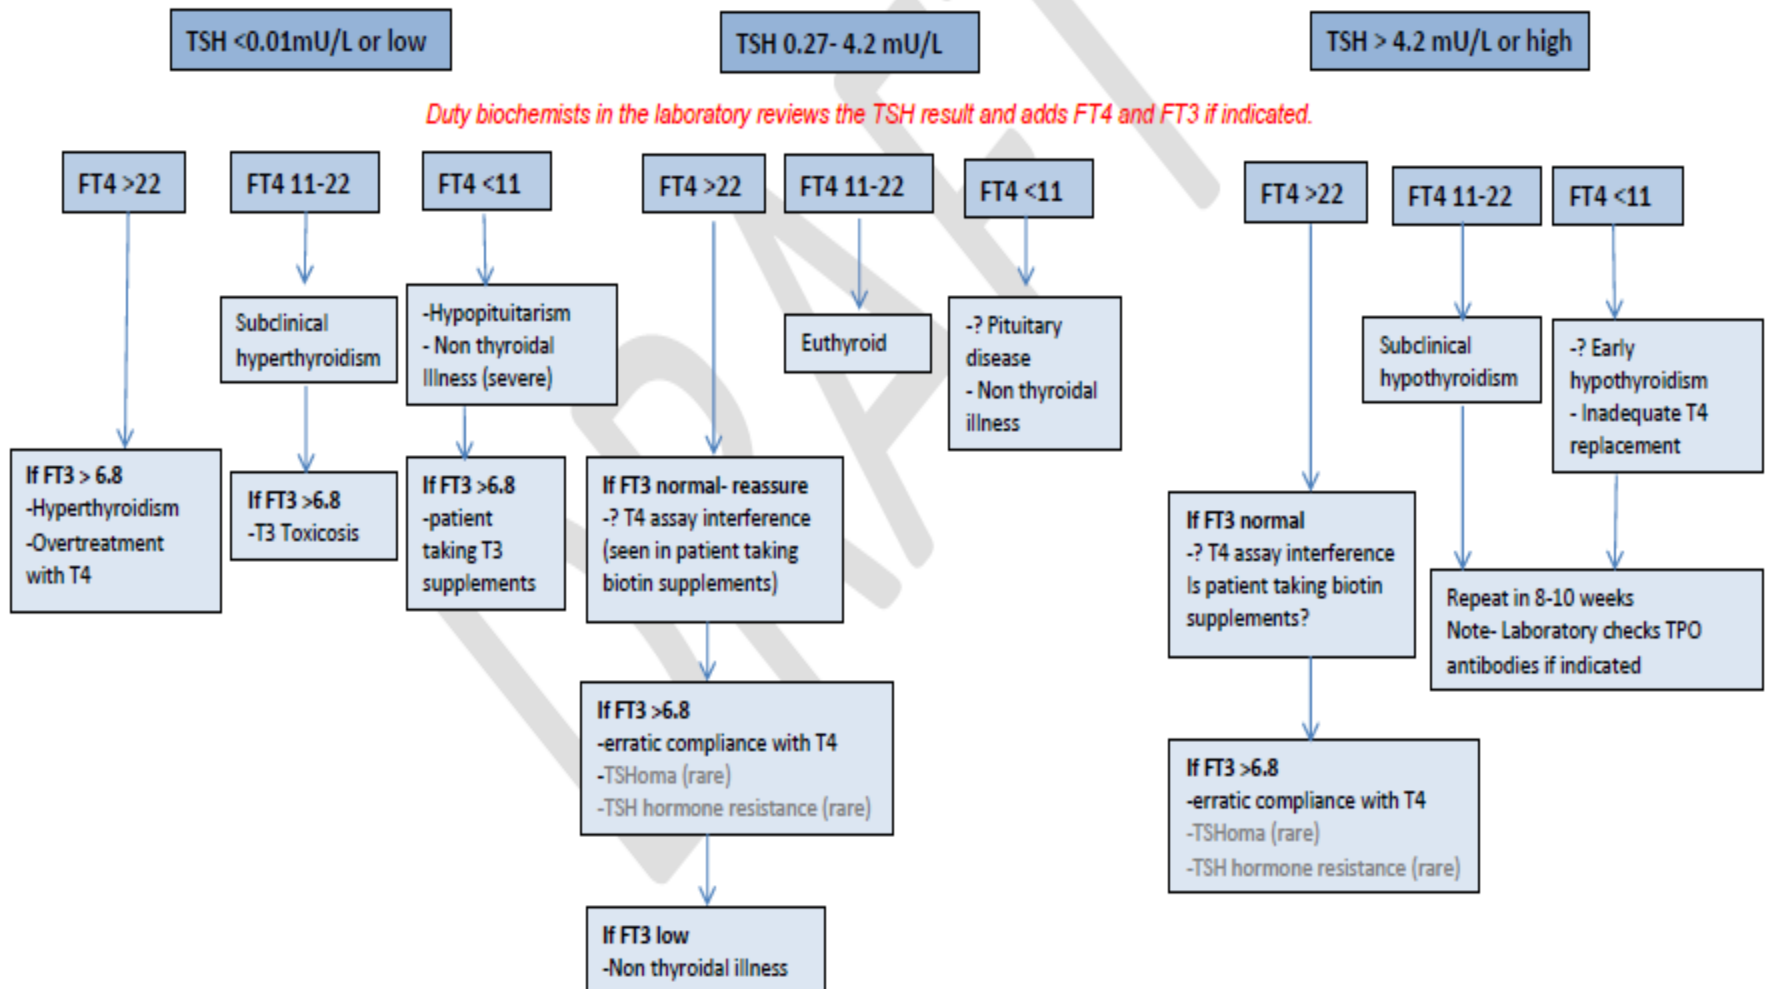 TSH <0.01mU/L or low
TSH 0.27- 4.2 mU/L
TSH > 4.2 mU/L or high
Duty biochemists in the laboratory reviews the TSH result and adds FT4 and FT3 if indicated.
FT4 >22
FT4 11-22
FT4 <11
FT4 >22
FT4 11-22
FT4 <11
FT4 >22
FT4 11-22
FT4 <11
Subclinical
hyperthyroidism
-Hypopituitarism
- Non thyroidal
Illness (severe)
Euthyroid
-? Pituitary
disease
- Non thyroidal
illness
Subclinical
hypothyroidism
-? Early
hypothyroidism
- Inadequate T4
replacement
If FT3 > 6.8
-Hyperthyroidism
-Overtreatment
with T4
If FT3 >6.8
-T3 Toxicosis
If FT3 >6.8
-patient
taking T3
supplements
If FT3 normal- reassure
-? T4 assay interference
(seen in patient taking
biotin supplements)
If FT3 normal
-? T4 assay interference
Is patient taking biotin
supplements?
Repeat in 8-10 weeks
Note- Laboratory checks TPO
antibodies if indicated
If FT3 >6.8
-erratic compliance with T4
-TSHoma (rare)
-TSH hormone resistance (rare)
If FT3 >6.8
-erratic compliance with T4
-TSHoma (rare)
-TSH hormone resistance (rare)
If FT3 low
-Non thyroidal illness
DRAFT